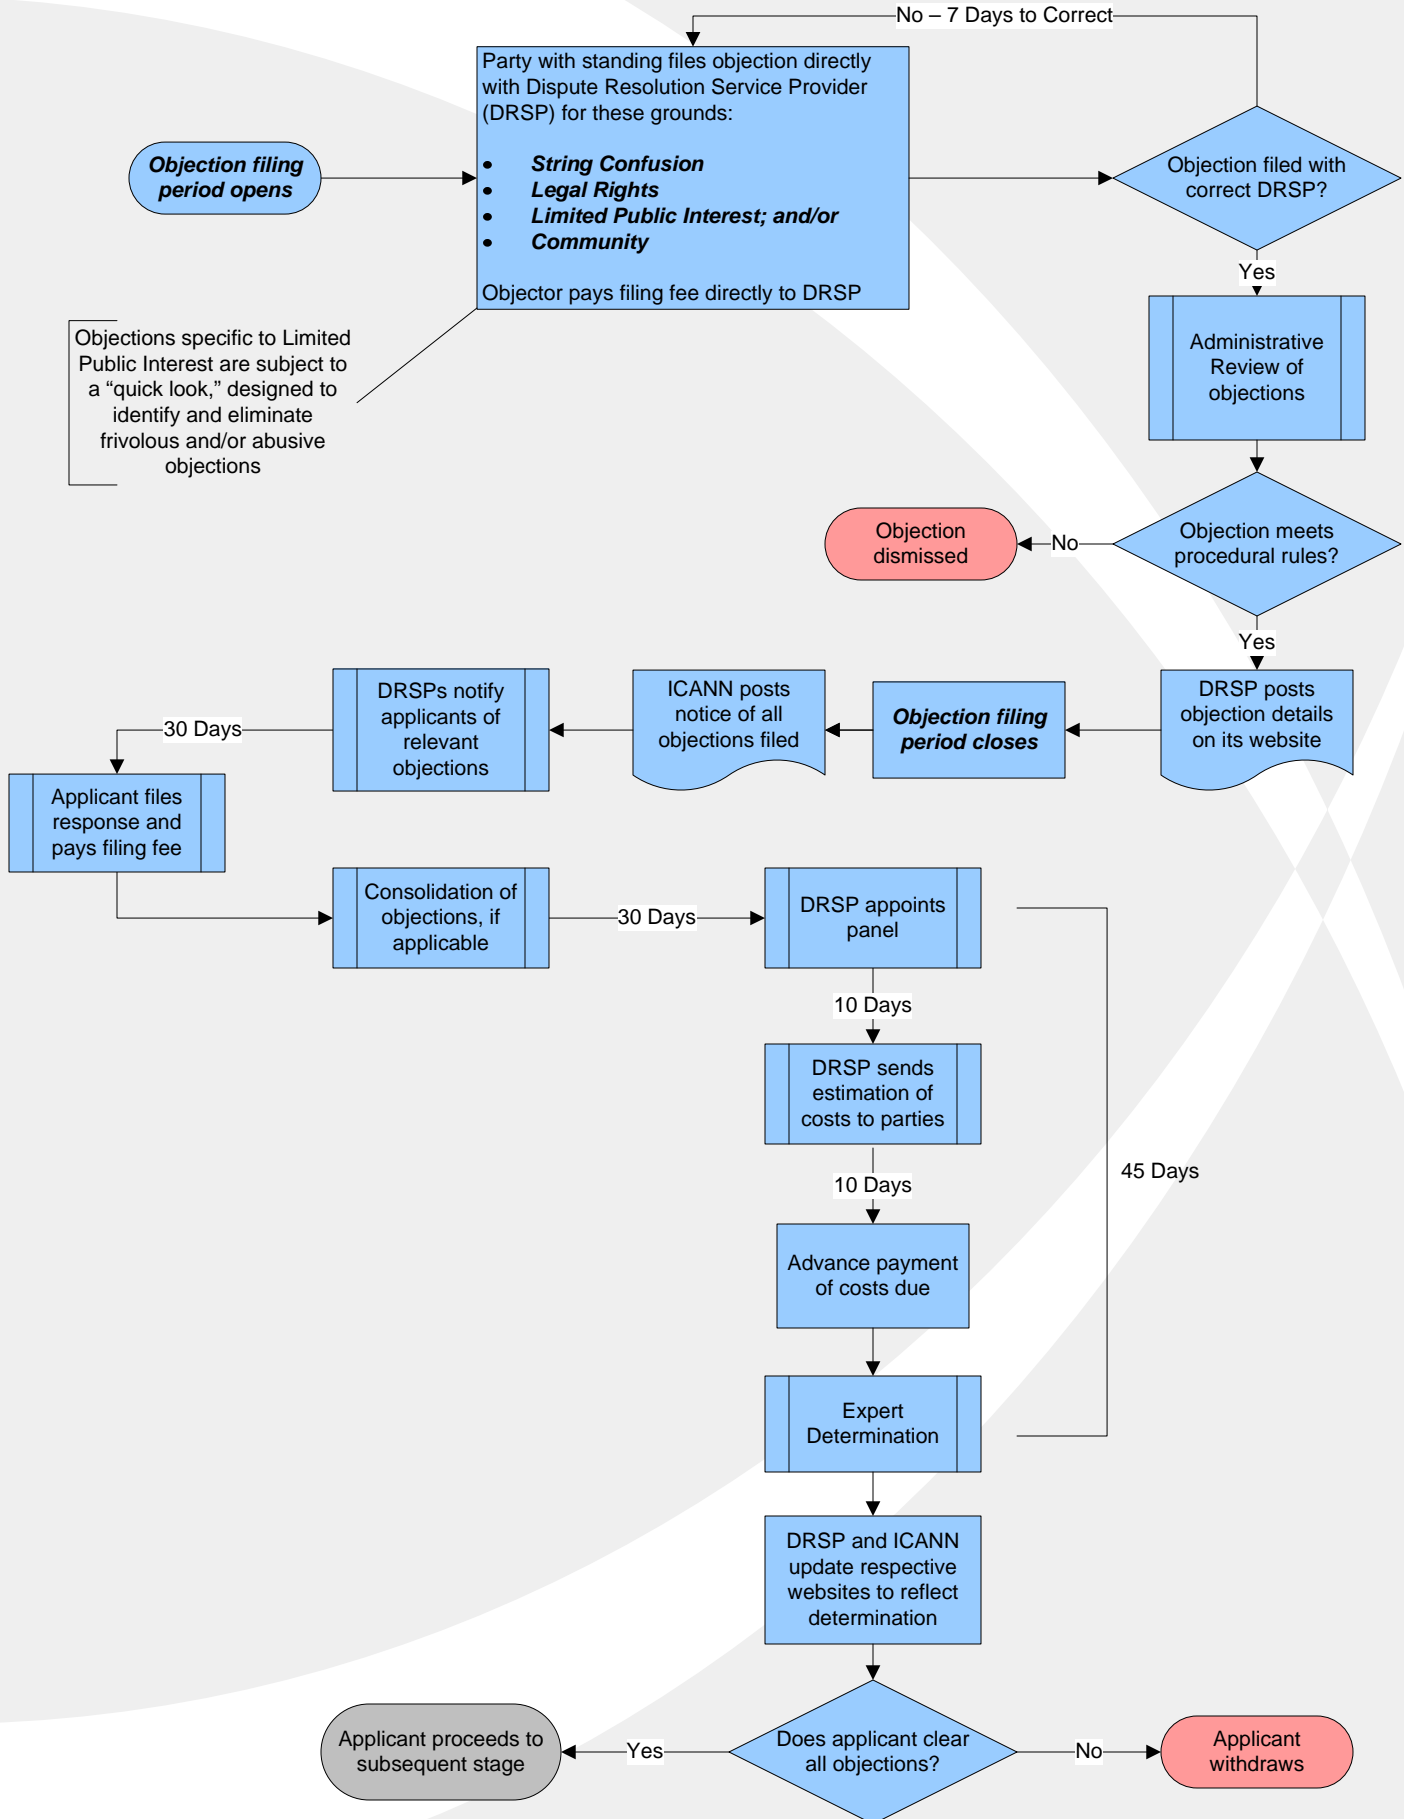 No – 7 Days to Correct
Party with standing files objection directly
with Dispute Resolution Service Provider
(DRSP) for these grounds:
• String Confusion
• Legal Rights
• Limited Public Interest; and/or
• Community
Objector pays filing fee directly to DRSP
Objection filing
period opens
Objection filed with
correct DRSP?
Yes
Objections specific to Limited
Public Interest are subject to
a “quick look,” designed to
identify and eliminate
frivolous and/or abusive
objections
Administrative
Review of
objections
Objection meets
procedural rules?
No
Objection
dismissed
Yes
DRSP posts
objection details
on its website
Objection filing
period closes
ICANN posts
notice of all
objections filed
DRSPs notify
applicants of
relevant
objections
30 Days
Applicant files
response and
pays filing fee
Consolidation of
objections, if
applicable
30 Days
DRSP appoints
panel
10 Days
DRSP sends
estimation of
costs to parties
10 Days
45 Days
Advance payment
of costs due
Expert
Determination
DRSP and ICANN
update respective
websites to reflect
determination
Does applicant clear
all objections?
Yes
Applicant proceeds to
subsequent stage
No
Applicant
withdraws